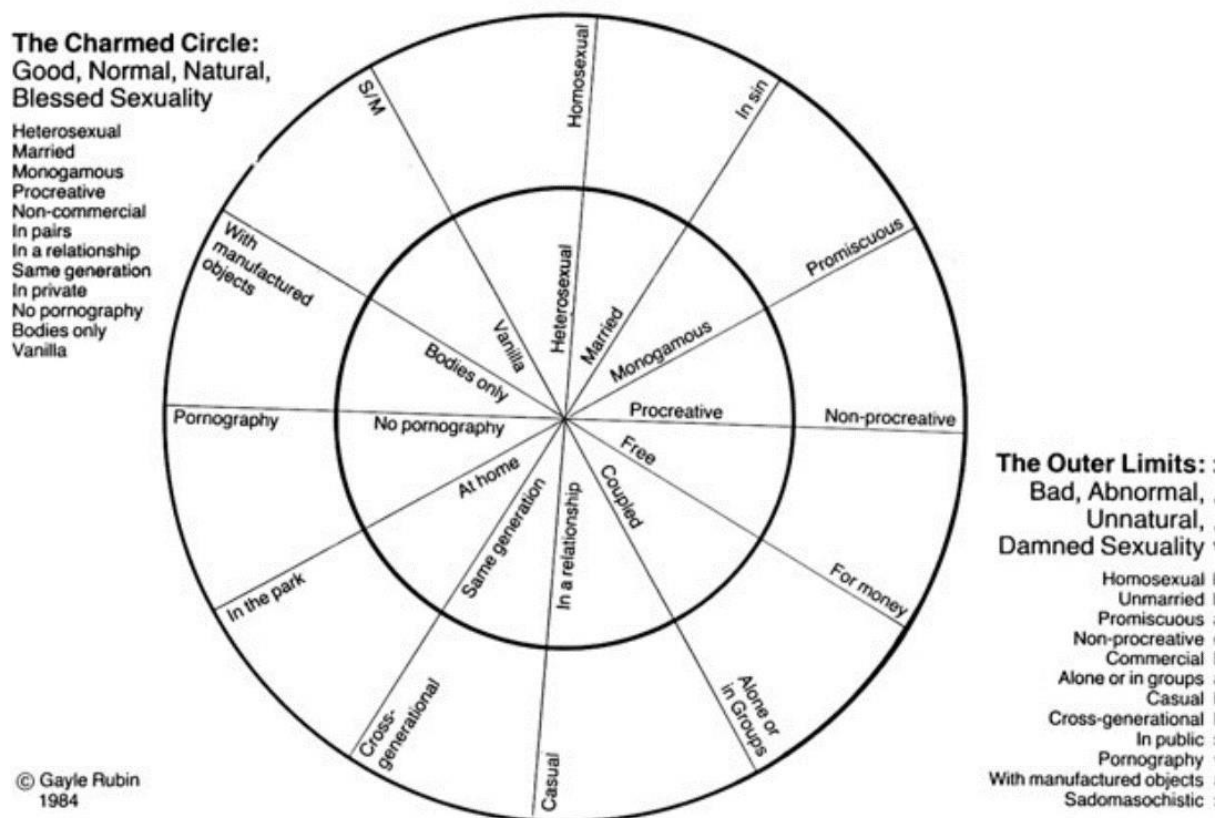 The Charmed Circle:
Good, Normal, Natural,
Blessed Sexuality
Heterosexual
Married
Monogamous
Procreative
Non-commercial
In pairs
In a relationship
Same generation
In private
No pornography
Bodies only
Vanilla
Homosexual
In sin
Promiscuous
Non-procreative
For money
Alone or
in Groups
Casual
Cross-
generational
In the park
Pornography
With
manufactured
objects
S/M
Heterosexual
Married
Monogamous
Procreative
Free
Coupled
In a relationship
Same generation
At home
No pornography
Bodies only
Vanilla
The Outer Limits:
Bad, Abnormal,
Unnatural,
Damned Sexuality
Homosexual
Unmarried
Promiscuous
Non-procreative
Commercial
Alone or in groups
Casual
Cross-generational
In public
Pornography
With manufactured objects
Sadomasochistic
© Gayle Rubin
1984